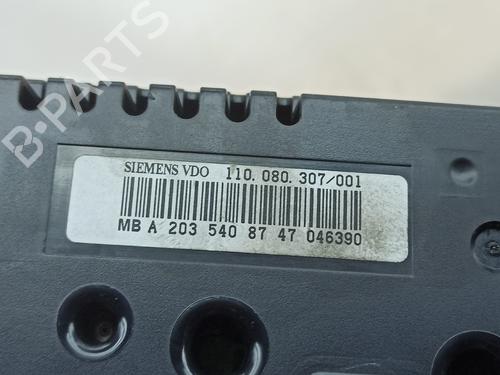 B-PARTS
SIEMENS VDO 110.080.307/001
MB A 203 540 87 47 046390